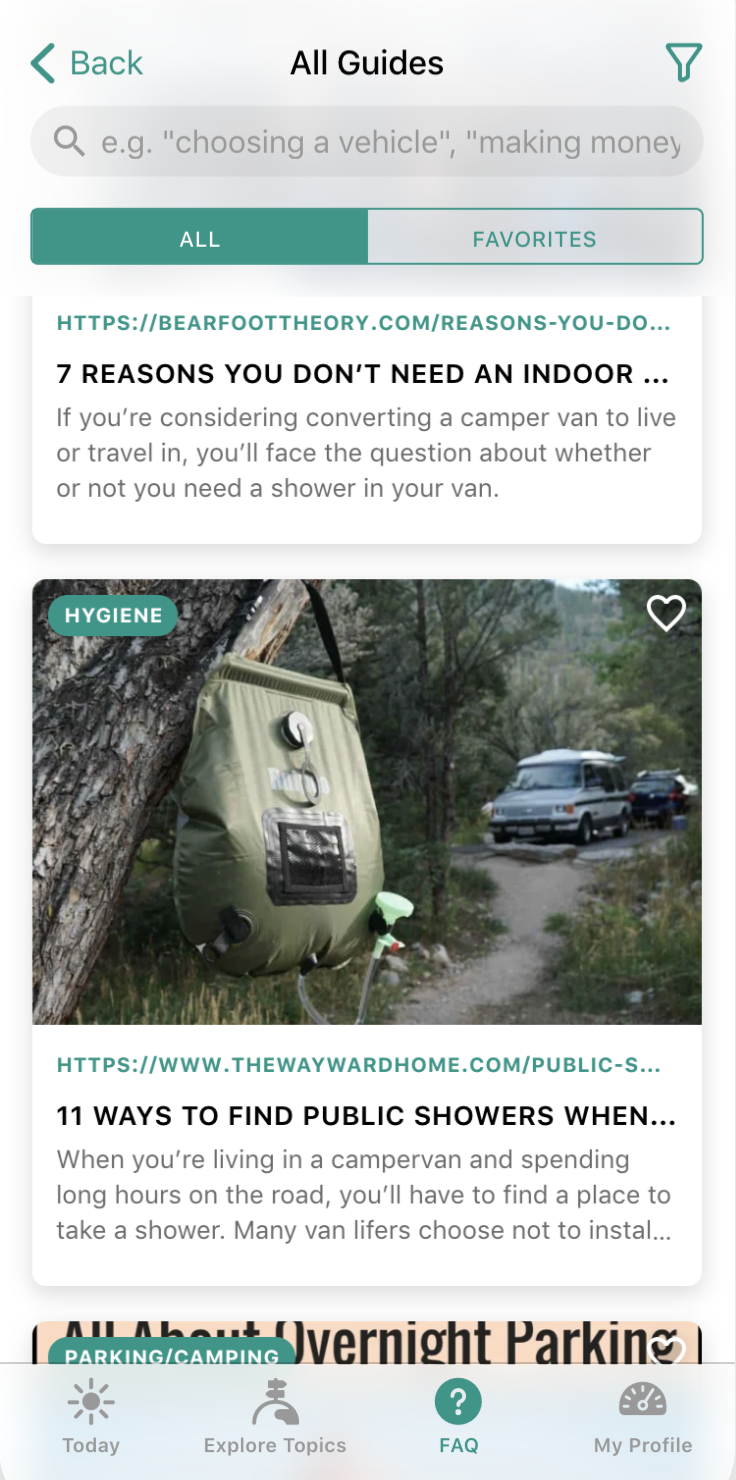 Back
All Guides
e.g. "choosing a vehicle", "making money
ALL
FAVORITES
HTTPS://BEARFOOTTHEORY.COM/REASONS-YOU-DO...
7 REASONS YOU DON’T NEED AN INDOOR ...
If you’re considering converting a camper van to live
or travel in, you’ll face the question about whether
or not you need a shower in your van.
HYGIENE
HTTPS://WWW.THEWAYWARDHOME.COM/PUBLIC-S...
11 WAYS TO FIND PUBLIC SHOWERS WHEN...
When you’re living in a campervan and spending
long hours on the road, you’ll have to find a place to
take a shower. Many van lifers choose not to instal...
All About Overnight Parking
PARKING/CAMPING
Today
Explore Topics
?
FAQ
My Profile